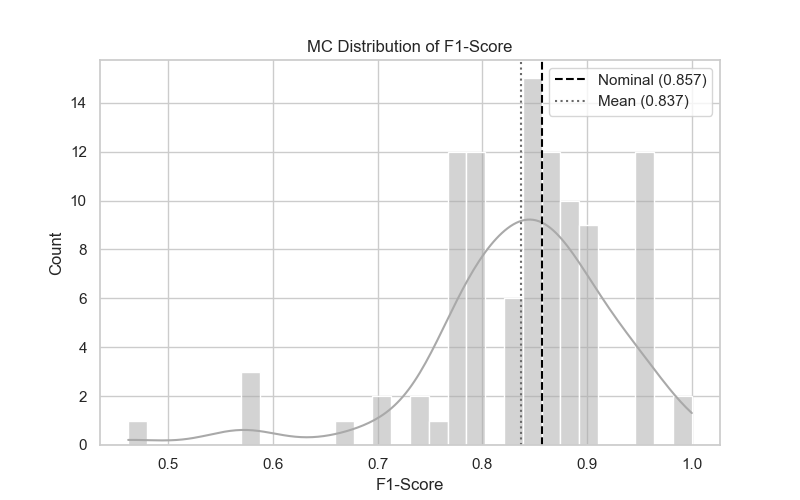 MC Distribution of F1-Score
Nominal (0.857)
Mean (0.837)
Count
14
12
10
8
6
4
2
0
0.5 0.6 0.7 0.8 0.9 1.0
F1-Score